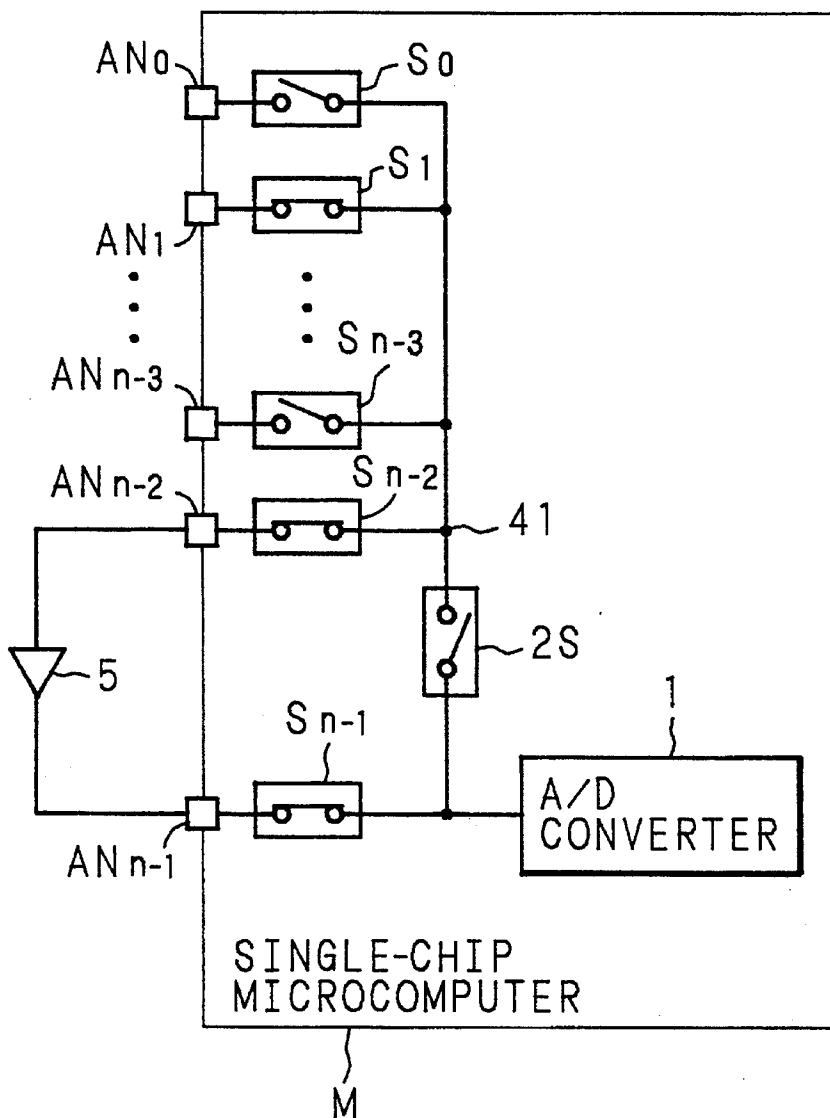 AN0
S0
S1
AN1
Sn-3
ANn-3
Sn-2
ANn-2
41
2S
5
1
Sn-1
A/D
CONVERTER
ANn-1
SINGLE-CHIP
MICROCOMPUTER
M